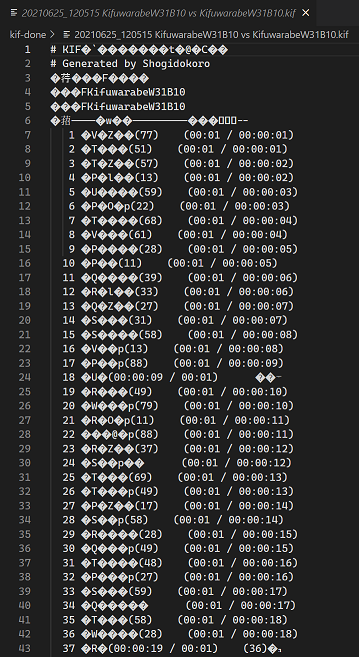 20210625_120515 KifuwarabeW31B10 vs KifuwarabeW31B10.kif
kif-done > 20210625_120515 KifuwarabeW31B10 vs KifuwarabeW31B10.kif
1 # KIF�`�������t�@�C��
2 # Generated by Shogidokoro
3 �荇���F����
4 ���FKifuwarabeW31B10
5 ���FKifuwarabeW31B10
6
7 1 �V�Z��(77) (00:01 / 00:00:01)
8 2 �T���(51) (00:01 / 00:00:01)
9 3 �T�Z��(57) (00:01 / 00:00:02)
10 4 �P�l��(13) (00:01 / 00:00:02)
11 5 �U����(59) (00:01 / 00:00:03)
12 6 �P�O�p(22) (00:01 / 00:00:03)
13 7 �T����(68) (00:01 / 00:00:04)
14 8 �V���(61) (00:01 / 00:00:04)
15 9 �P����(28) (00:01 / 00:00:05)
16 10 �P��(11) (00:01 / 00:00:05)
17 11 �Q����(39) (00:01 / 00:00:06)
18 12 �R�l��(33) (00:01 / 00:00:06)
19 13 �Q�Z��(27) (00:01 / 00:00:07)
20 14 �S���(31) (00:01 / 00:00:07)
21 15 �S����(58) (00:01 / 00:00:08)
22 16 �V��p(13) (00:01 / 00:00:08)
23 17 �P��p(88) (00:01 / 00:00:09)
24 18 �U�(00:00:09 / 00:01)
25 19 �R���(49) (00:01 / 00:00:10)
26 20 �W���p(79) (00:01 / 00:00:10)
27 21 �R�O�p(11) (00:01 / 00:00:11)
28 22 ���@�p(88) (00:01 / 00:00:11)
29 23 �R�Z��(37) (00:01 / 00:00:12)
30 24 �S��p�� (00:01 / 00:00:12)
31 25 �T���(69) (00:01 / 00:00:13)
32 26 �T���p(49) (00:01 / 00:00:13)
33 27 �P�Z��(17) (00:01 / 00:00:14)
34 28 �S��p(58) (00:01 / 00:00:14)
35 29 �R����(28) (00:01 / 00:00:15)
36 30 �Q���p(49) (00:01 / 00:00:15)
37 31 �T����(48) (00:01 / 00:00:16)
38 32 �P���p(27) (00:01 / 00:00:16)
39 33 �S���(59) (00:01 / 00:00:17)
40 34 �Q����� (00:01 / 00:00:17)
41 35 �T���(58) (00:01 / 00:00:18)
42 36 �W����(28) (00:01 / 00:00:18)
43 37 �R�(00:00:19 / 00:01) (36)�